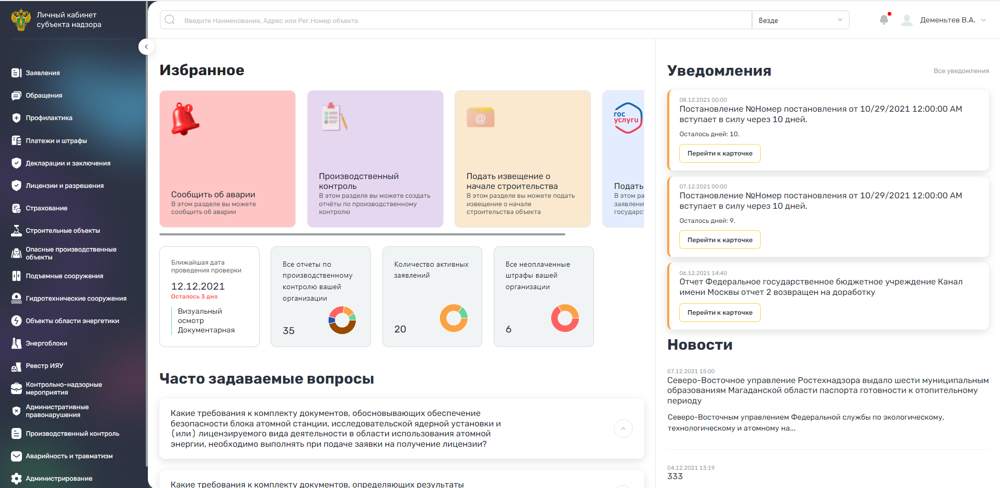 Личный кабинет
субъекта надзора
Заявления
Обращения
Профилактика
Платежи и штрафы
Декларации и заключения
Лицензии и разрешения
Страхование
Строительные объекты
Опасные производственные
объекты
Подъемные сооружения
Гидротехнические сооружения
Объекты области энергетики
Энергоблоки
Реестр ИЯУ
Контрольно-надзорные
мероприятия
Административные
правонарушения
Производственный контроль
Аварийность и травматизм
Администрирование
Введите Наименование, Адрес или Рег.Номер объекта
Везде
Деменьтев В.А.
Избранное
Сообщить об аварии
В этом разделе вы можете
сообщить об аварии
Производственный
контроль
В этом разделе вы можете создать
отчёты по производственному
контролю
@
Подать извещение о
начале строительства
В этом разделе вы можете подать
извещение о начале
строительства объекта
гос
услуги
Подать
В этом ра
заявлени
государст
Ближайшая дата
проведения проверки
12.12.2021
Осталось 3 дня
Визуальный
осмотр
Документарная
Все отчеты по
производственному
контролю вашей
организации
35
Количество активных
заявлений
20
Все неоплаченные
штрафы вашей
организации
6
Часто задаваемые вопросы
Какие требования к комплекту документов, обосновывающих обеспечение
безопасности блока атомной станции, исследовательской ядерной установки и
(или) лицензируемого вида деятельности в области использования атомной
энергии, необходимо выполнять при подаче заявки на получение лицензии?
Какие требования к комплекту документов, определяющих результаты
Уведомления
Все уведомления
08.12.2021 00:00
Постановление №Номер постановления от 10/29/2021 12:00:00 AM
вступает в силу через 10 дней.
Осталось дней: 10.
Перейти к карточке
07.12.2021 00:00
Постановление №Номер постановления от 10/29/2021 12:00:00 AM
вступает в силу через 10 дней.
Осталось дней: 9.
Перейти к карточке
06.12.2021 14:40
Отчет Федеральное государственное бюджетное учреждение Канал
имени Москвы отчет 2 возвращен на доработку
Перейти к карточке
Новости
07.12.2021 15:00
Северо-Восточное управление Ростехнадзора выдало шести муниципальным
образованиям Магаданской области паспорта готовности к отопительному
периоду
Северо-Восточным управлением Федеральной службы по экологическому,
технологическому и атомному на...
04.12.2021 13:19
333